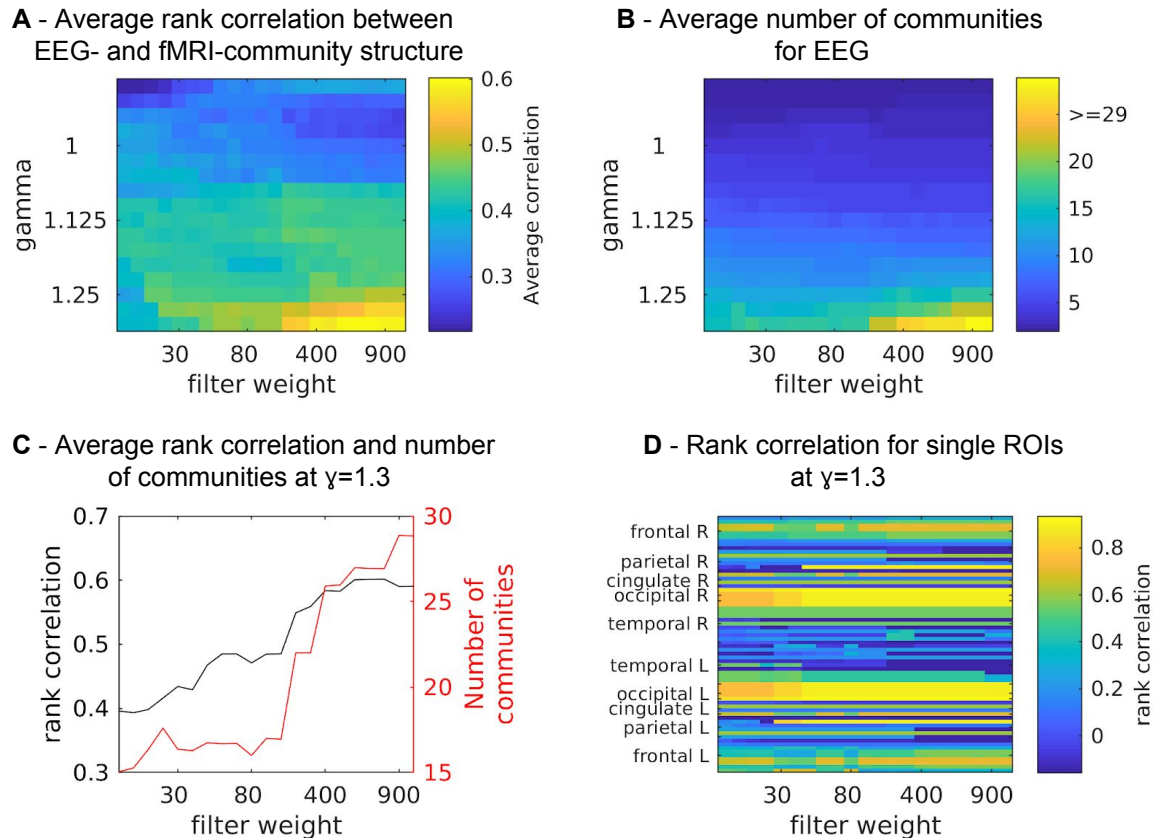 A - Average rank correlation between
EEG- and fMRI-community structure
0.6
0.5
0.4
0.3
Average correlation
gamma
1
1.125
1.25
30
80
400
900
filter weight
B - Average number of communities
for EEG
>=29
20
15
10
5
gamma
1
1.125
1.25
30
80
400
900
filter weight
C - Average rank correlation and number
of communities at ɣ=1.3
0.7
0.6
0.5
0.4
0.3
rank correlation
30
25
20
15
Number of
communities
30
80
400
900
filter weight
D - Rank correlation for single ROIs
at ɣ=1.3
frontal R
parietal R
cingulate R
occipital R
temporal R
temporal L
occipital L
cingulate L
parietal L
frontal L
0.8
0.6
0.4
0.2
0
rank correlation
30
80
400
900
filter weight